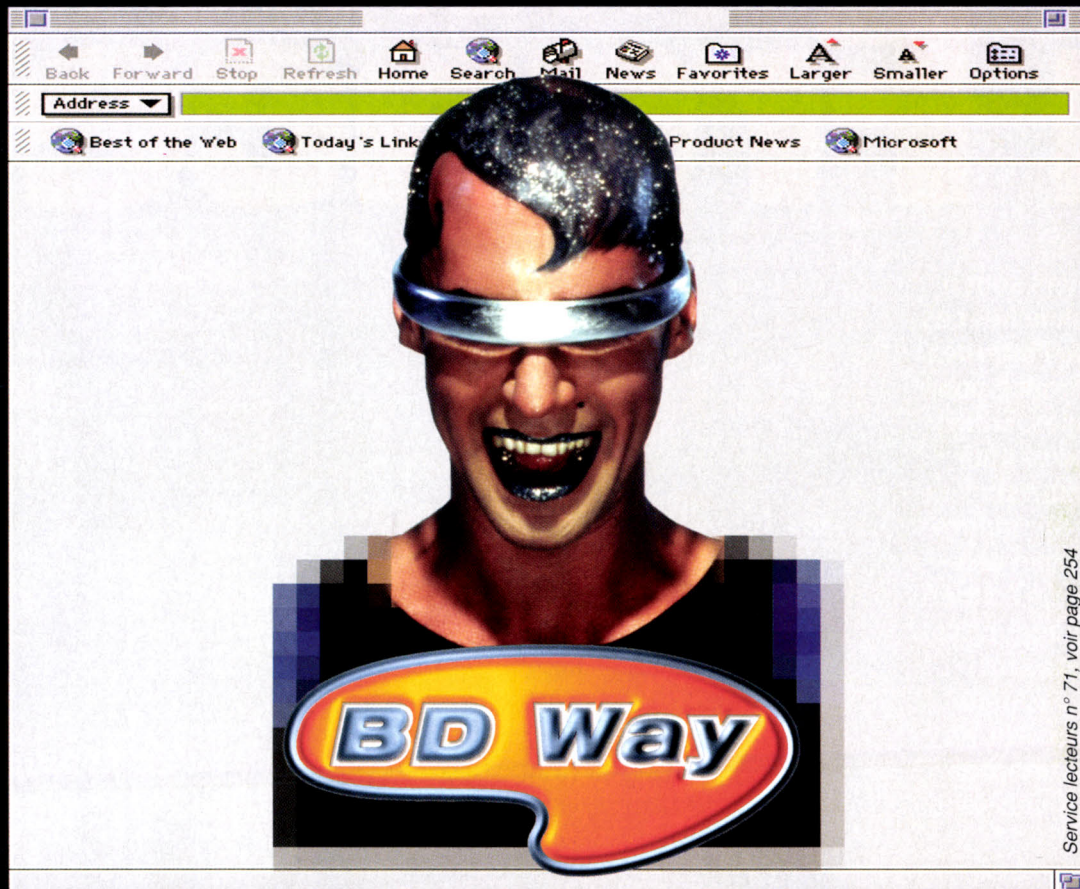 Back Forward Stop Refresh Home Search Mail News Favorites Larger Smaller Options
Address
Best of the Web Today's Link Product News Microsoft
BD Way
Service lecteurs n° 71, voir page 254